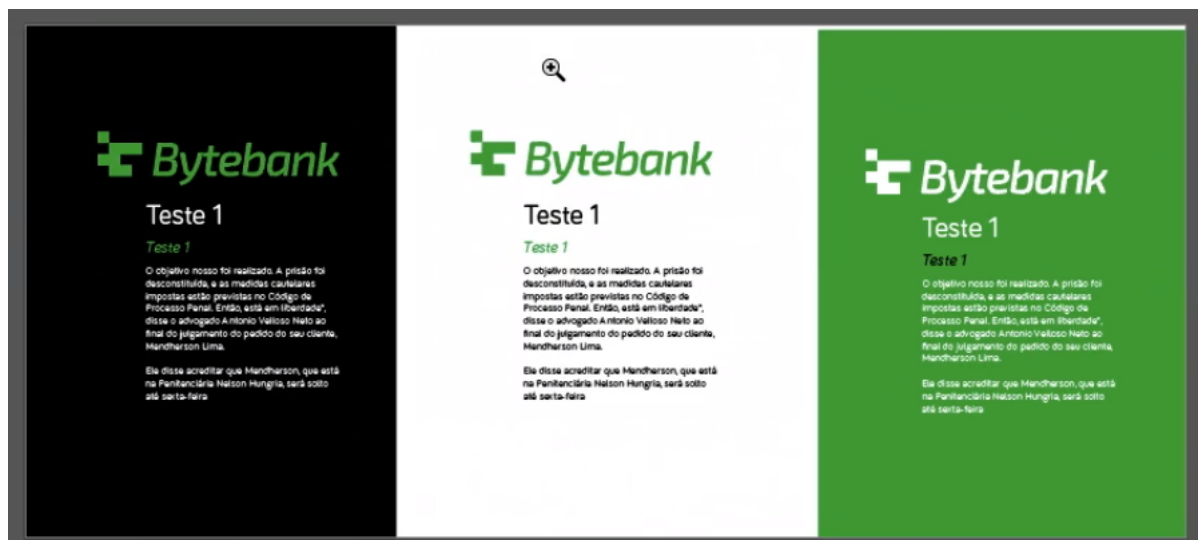 Bytebank
Teste 1
Teste 1
O objetivo nosso foi realizado. A prisão foi
desconstituída, e as medidas cautelares
impostas estão previstas no Código de
Processo Penal. Então, está em liberdade",
disse o advogado Antonio Velloso Neto ao
final do julgamento do pedido do seu cliente,
Mendherson Lima.
Ele disse acreditar que Mendherson, que está
na Penitenciária Nelson Hungria, será solto
até sexta-feira
Bytebank
Teste 1
Teste 1
O objetivo nosso foi realizado. A prisão foi
desconstituída, e as medidas cautelares
impostas estão previstas no Código de
Processo Penal. Então, está em liberdade",
disse o advogado Antonio Velloso Neto ao
final do julgamento do pedido do seu cliente,
Mendherson Lima.
Ele disse acreditar que Mendherson, que está
na Penitenciária Nelson Hungria, será solto
até sexta-feira
Bytebank
Teste 1
Teste 1
O objetivo nosso foi realizado. A prisão foi
desconstituída, e as medidas cautelares
impostas estão previstas no Código de
Processo Penal. Então, está em liberdade",
disse o advogado Antonio Velloso Neto ao
final do julgamento do pedido do seu cliente,
Mendherson Lima.
Ele disse acreditar que Mendherson, que está
na Penitenciária Nelson Hungria, será solto
até sexta-feira